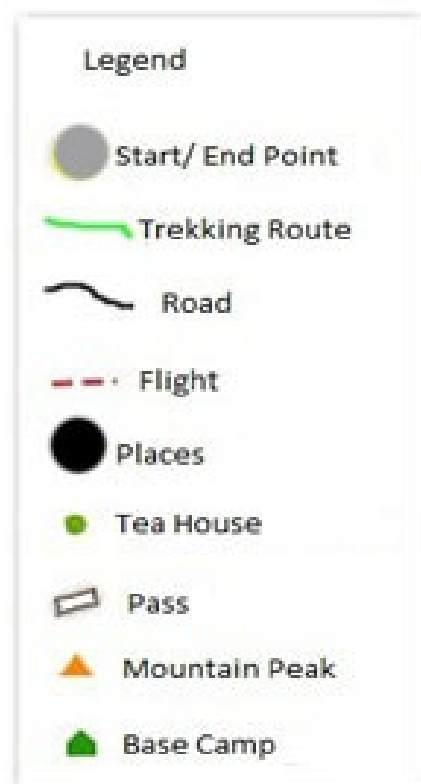 Legend
Start/ End Point
Trekking Route
Road
Flight
Places
Tea House
Pass
Mountain Peak
Base Camp